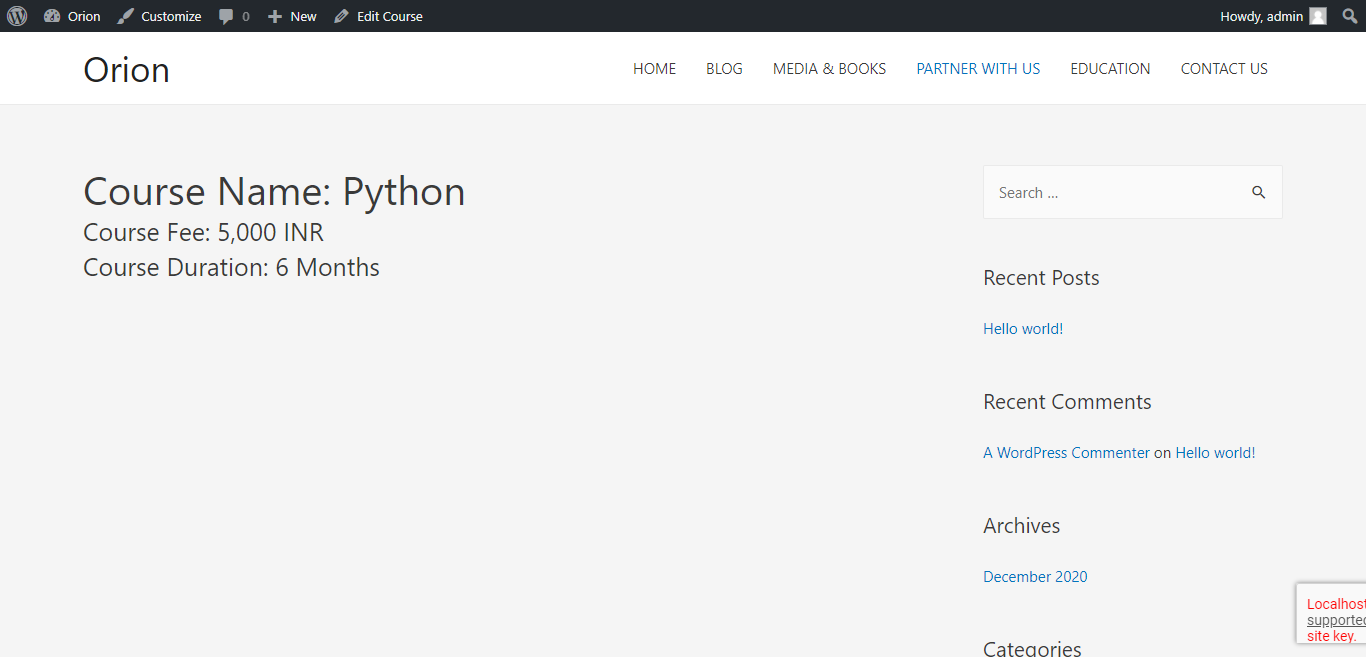 Orion Customize 0 New Edit Course Howdy, admin
Orion HOME BLOG MEDIA & BOOKS PARTNER WITH US EDUCATION CONTACT US
Course Name: Python
Course Fee: 5,000 INR
Course Duration: 6 Months
Search ...
Recent Posts
Hello world!
Recent Comments
A WordPress Commenter on Hello world!
Archives
December 2020
Categories
Localhost
supported
site key.